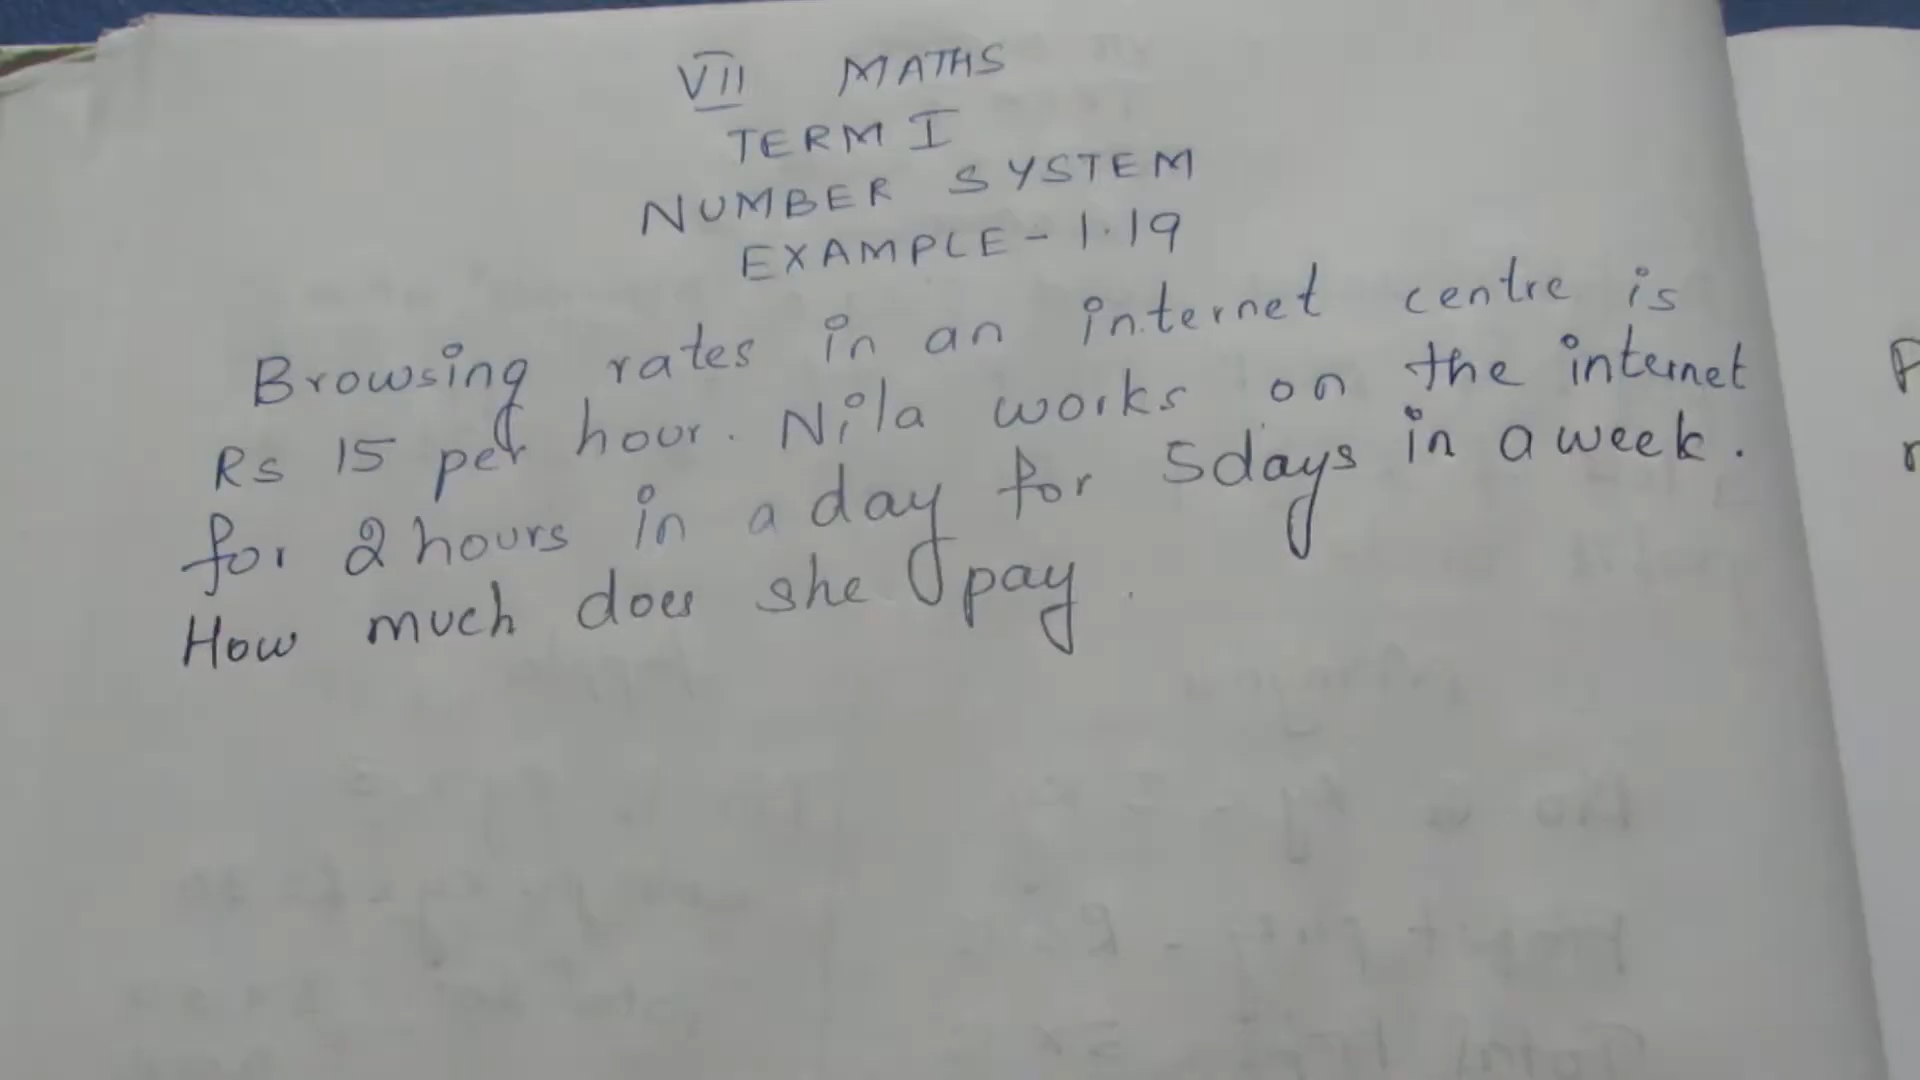 VII MATHS
TERM I
NUMBER SYSTEM
EXAMPLE - 1.19
Browsing rates in an internet centre is
Rs 15 per hour. Nila works on the internet
for 2 hours in a day for 5days in a week.
How much does she pay.